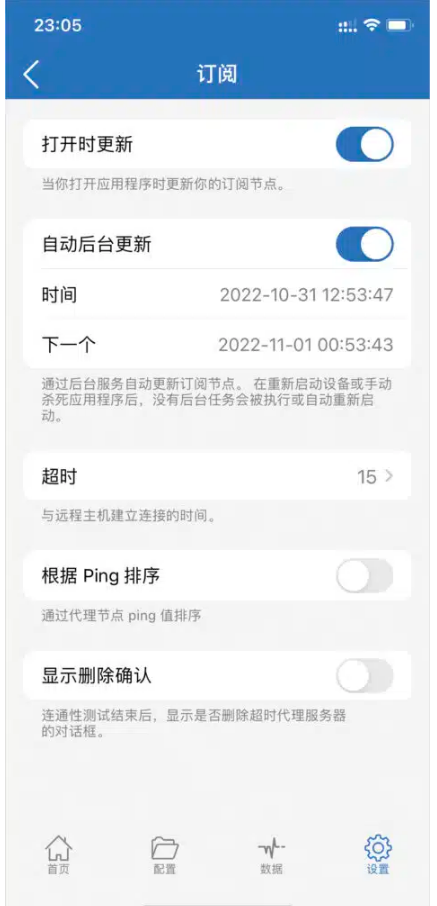 23:05
订阅
打开时更新
当你打开应用程序时更新你的订阅节点。
自动后台更新
时间 2022-10-31 12:53:47
下一个 2022-11-01 00:53:43
通过后台服务自动更新订阅节点。 在重新启动设备或手动
杀死应用程序后，没有后台任务会被执行或自动重新启
动。
超时 15
与远程主机建立连接的时间。
根据 Ping 排序
通过代理节点 ping 值排序
显示删除确认
连通性测试结束后，显示是否删除超时代理服务器
的对话框。
首页 配置 数据 设置